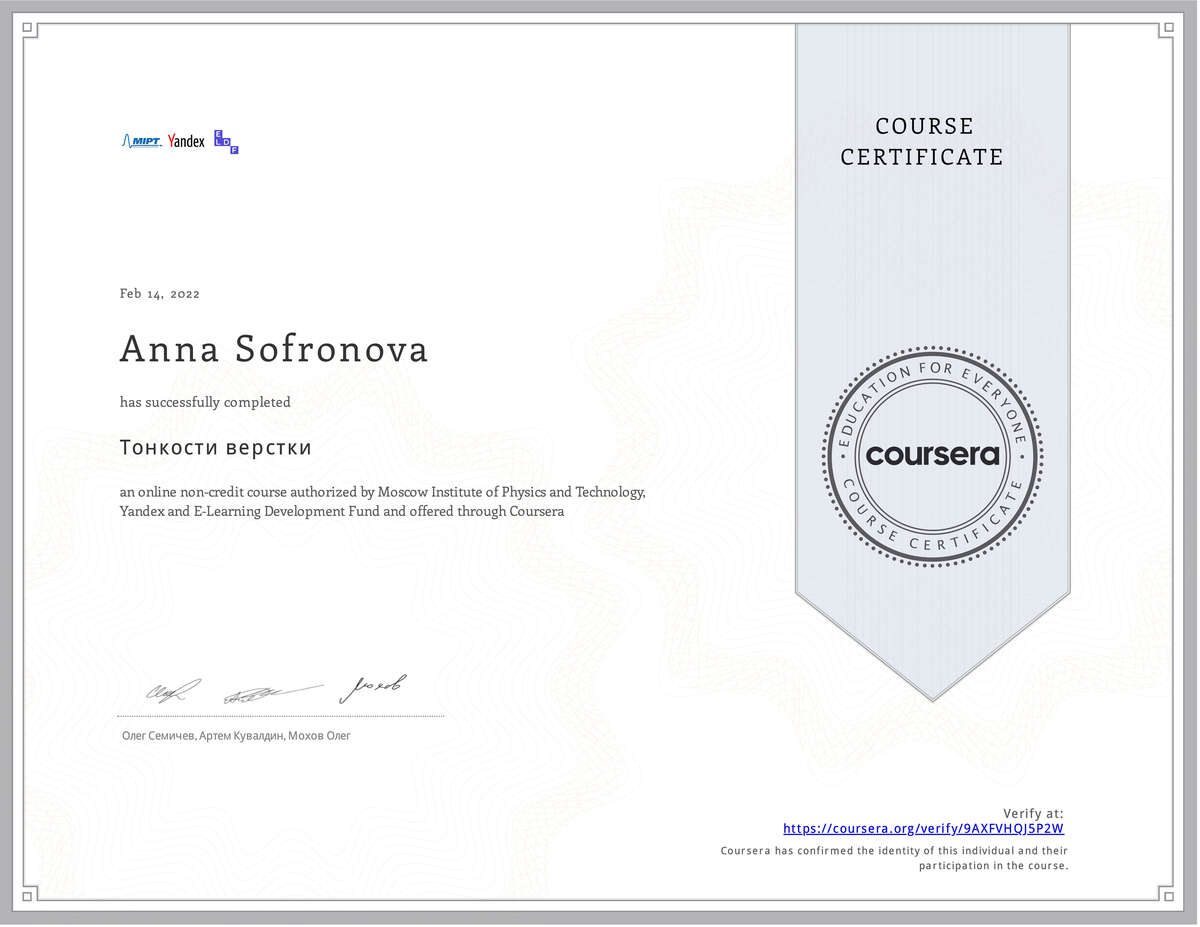 MIPT Yandex E L D F
COURSE
CERTIFICATE
Feb 14, 2022
Anna Sofronova
has successfully completed
Тонкости верстки
an online non-credit course authorized by Moscow Institute of Physics and Technology,
Yandex and E-Learning Development Fund and offered through Coursera
EDUCATION FOR EVERYONE
coursera
COURSE CERTIFICATE
Мохов
Олег Семичев, Артем Кувалдин, Мохов Олег
Verify at:
https://coursera.org/verify/9AXFVHQJ5P2W
Coursera has confirmed the identity of this individual and their
participation in the course.